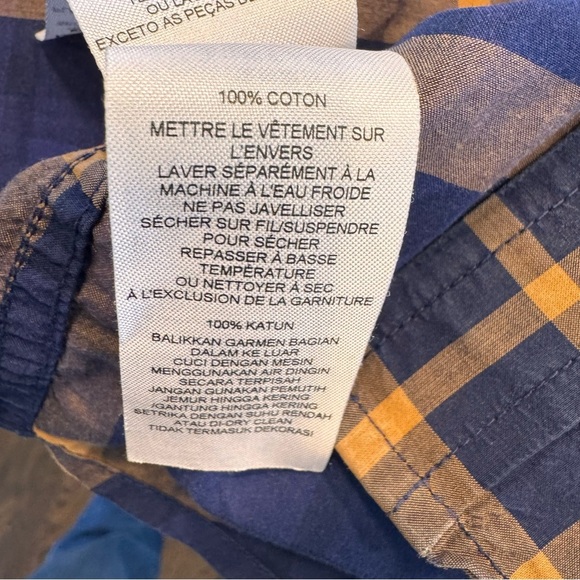 OU LA
EXCETO AS PEÇAS DE
100% COTON
METTRE LE VÊTEMENT SUR
L'ENVERS
LAVER SÉPARÉMENT À LA
MACHINE À L'EAU FROIDE
NE PAS JAVELLISER
SÉCHER SUR FIL/SUSPENDRE
POUR SÉCHER
REPASSER À BASSE
TEMPÉRATURE
OU NETTOYER À SEC
À L'EXCLUSION DE LA GARNITURE
100% KATUN
BALIKKAN GARMEN BAGIAN
DALAM KE LUAR
CUCI DENGAN MESIN
MENGGUNAKAN AIR DINGIN
SECARA TERPISAH
JANGAN GUNAKAN PEMUTIH
JEMUR HINGGA KERING
/GANTUNG HINGGA KERING
SETRIKA DENGAN SUHU RENDAH
ATAU DI-DRY CLEAN
TIDAK TERMASUK DEKORASI